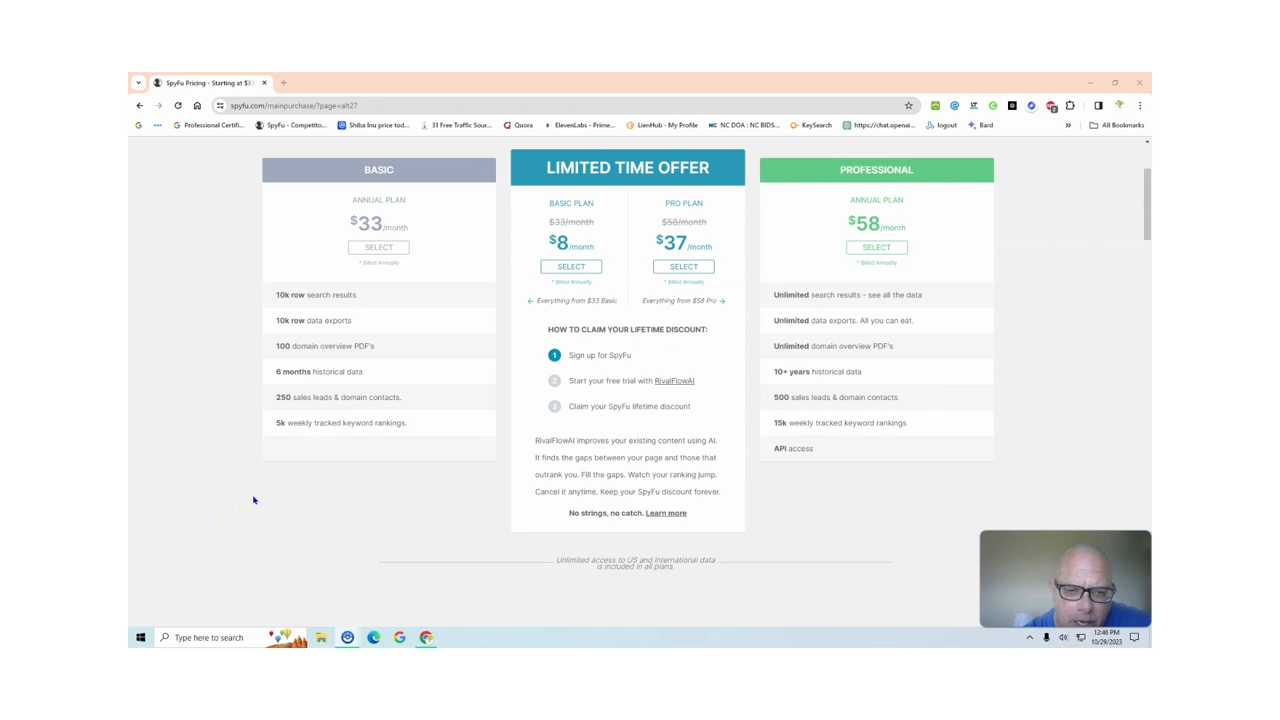 SpyFu Pricing - Starting at $33
spyfu.com/mainpurchase/?page=alt27
Professional Certifi...
SpyFu - Competito...
Shiba Inu price tod...
31 Free Traffic Sour...
Quora
ElevenLabs - Prime...
LienHub - My Profile
NC DOA : NC BIDS...
KeySearch
https://chat.openai...
logout
Bard
»
All Bookmarks
BASIC
ANNUAL PLAN
$33/month
SELECT
* Billed Annually
10k row search results
10k row data exports
100 domain overview PDF's
6 months historical data
250 sales leads & domain contacts.
5k weekly tracked keyword rankings.
LIMITED TIME OFFER
BASIC PLAN
$33/month
$8/month
SELECT
* Billed Annually
← Everything from $33 Basic
PRO PLAN
$58/month
$37/month
SELECT
* Billed Annually
Everything from $58 Pro →
HOW TO CLAIM YOUR LIFETIME DISCOUNT:
1 Sign up for SpyFu
2 Start your free trial with RivalFlowAI
3 Claim your SpyFu lifetime discount
RivalFlowAI improves your existing content using AI.
It finds the gaps between your page and those that
outrank you. Fill the gaps. Watch your ranking jump.
Cancel it anytime. Keep your SpyFu discount forever.
No strings, no catch. Learn more
PROFESSIONAL
ANNUAL PLAN
$58/month
SELECT
* Billed Annually
Unlimited search results - see all the data
Unlimited data exports. All you can eat.
Unlimited domain overview PDF's
10+ years historical data
500 sales leads & domain contacts
15k weekly tracked keyword rankings
API access
Unlimited access to US and international data
is included in all plans.
Type here to search
12:46 PM
10/29/2023